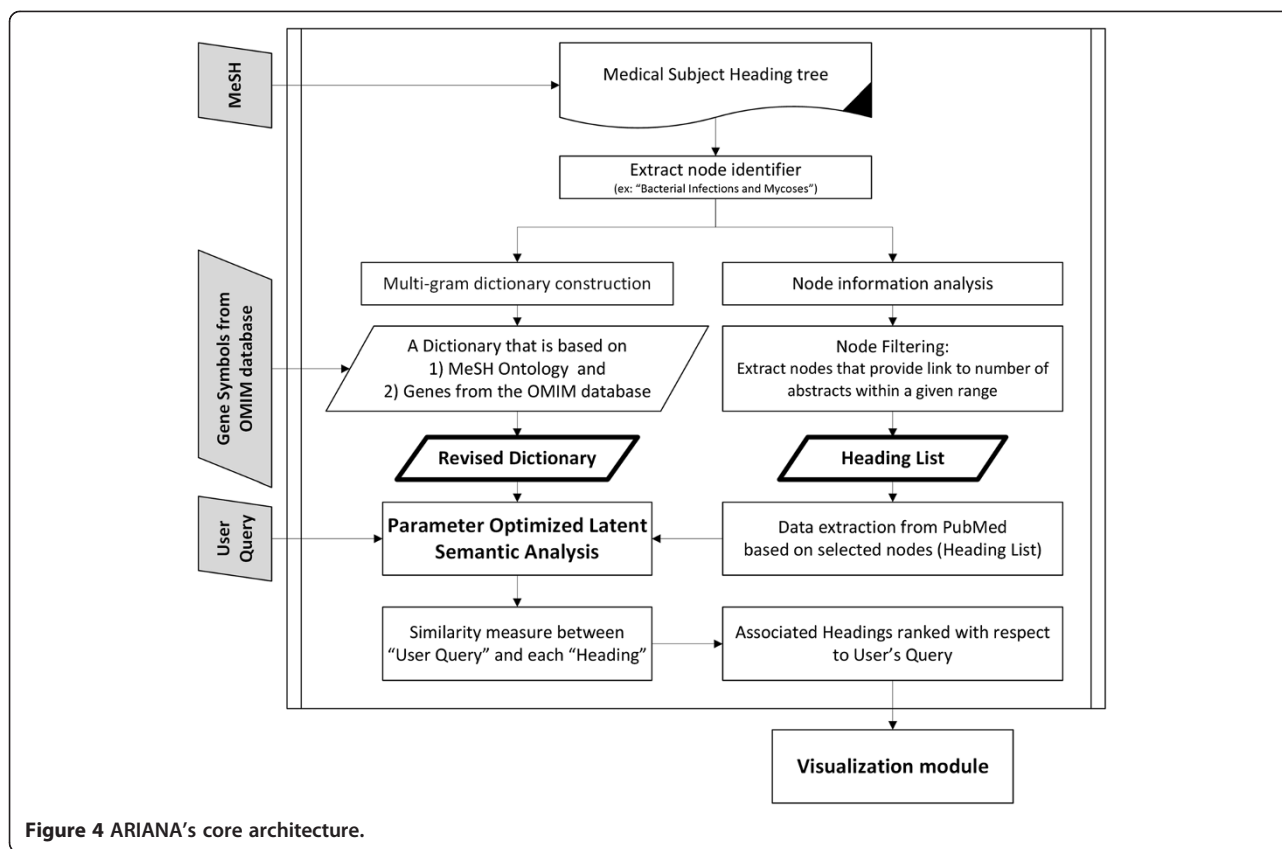 MeSH
Medical Subject Heading tree
Extract node identifier
(ex: “Bacterial Infections and Mycoses”)
Multi-gram dictionary construction
Node information analysis
Gene Symbols from
OMIM database
A Dictionary that is based on
1) MeSH Ontology and
2) Genes from the OMIM database
Node Filtering:
Extract nodes that provide link to number of
abstracts within a given range
Revised Dictionary
Heading List
User
Query
Parameter Optimized Latent
Semantic Analysis
Data extraction from PubMed
based on selected nodes (Heading List)
Similarity measure between
“User Query” and each “Heading”
Associated Headings ranked with respect
to User’s Query
Visualization module
Figure 4 ARIANA’s core architecture.